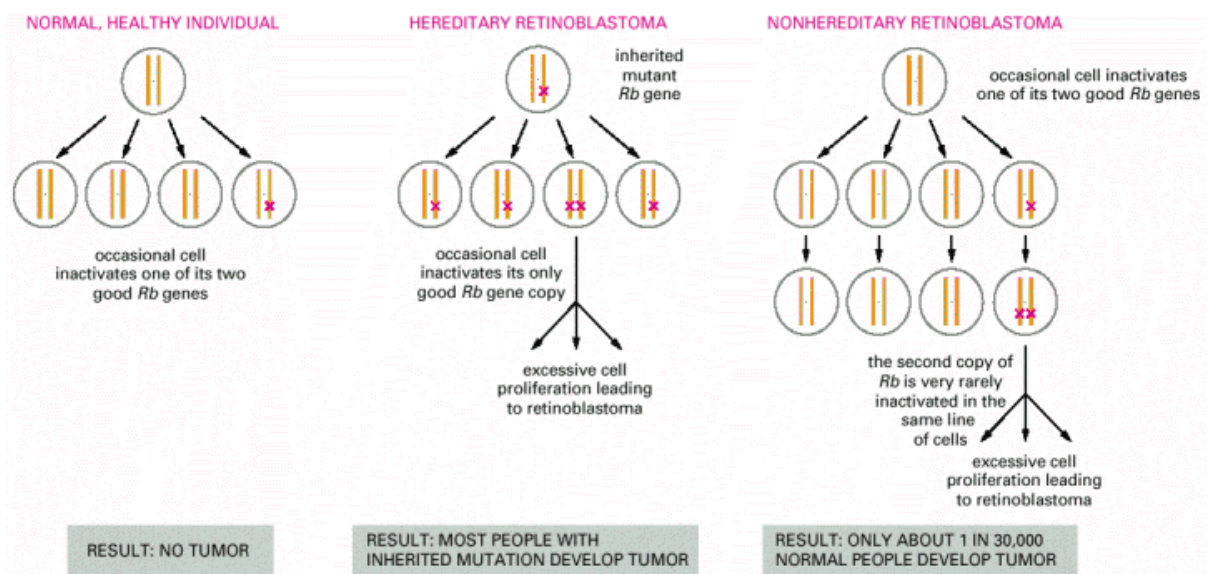 NORMAL, HEALTHY INDIVIDUAL
occasional cell
inactivates one of its two
good Rb genes
RESULT: NO TUMOR
HEREDITARY RETINOBLASTOMA
inherited
mutant
Rb gene
occasional cell
inactivates its only
good Rb gene copy
excessive cell
proliferation leading
to retinoblastoma
RESULT: MOST PEOPLE WITH
INHERITED MUTATION DEVELOP TUMOR
NONHEREDITARY RETINOBLASTOMA
occasional cell inactivates
one of its two good Rb genes
the second copy of
Rb is very rarely
inactivated in the
same line
of cells
excessive cell
proliferation leading
to retinoblastoma
RESULT: ONLY ABOUT 1 IN 30,000
NORMAL PEOPLE DEVELOP TUMOR